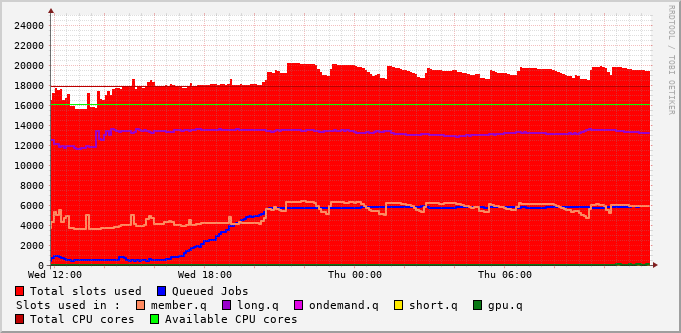 24000
22000
20000
18000
16000
14000
12000
10000
8000
6000
4000
2000
0
Wed 12:00 Wed 18:00 Thu 00:00 Thu 06:00
Total slots used Queued Jobs
Slots used in : member.q long.q ondemand.q short.q gpu.q
Total CPU cores Available CPU cores
RRDTOOL / TOBI OETIKER